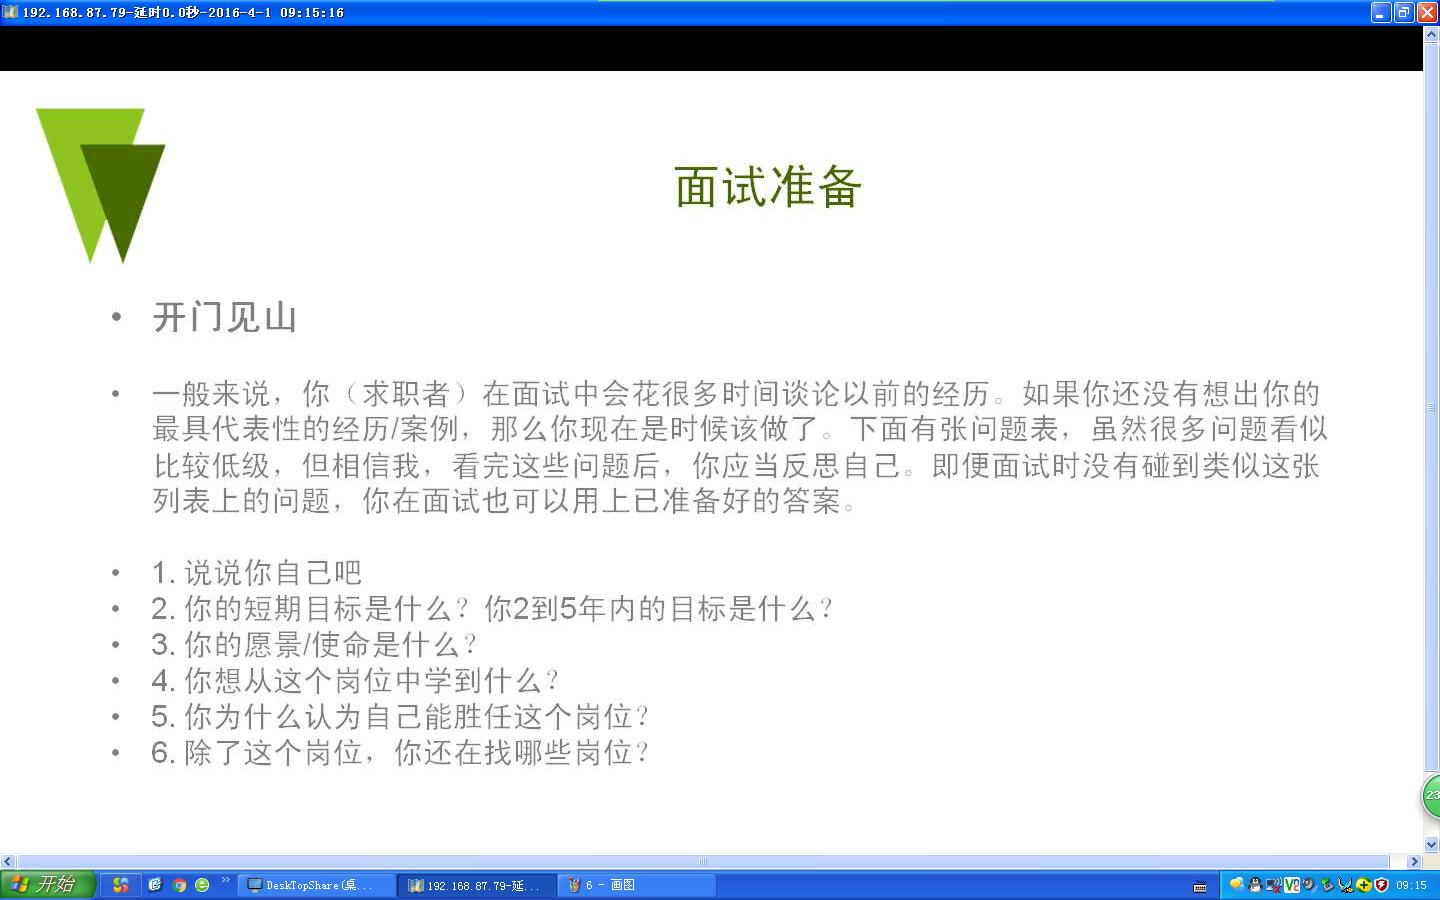 192.168.87.79-延时0.0秒-2016-4-1 09:15:16
面试准备
• 开门见山
• 一般来说，你（求职者）在面试中会花很多时间谈论以前的经历。如果你还没有想出你的
最具代表性的经历/案例，那么你现在是时候该做了。下面有张问题表，虽然很多问题看似
比较低级，但相信我，看完这些问题后，你应当反思自己。即便面试时没有碰到类似这张
列表上的问题，你在面试也可以用上已准备好的答案。
• 1. 说说你自己吧
• 2. 你的短期目标是什么？你2到5年内的目标是什么？
• 3. 你的愿景/使命是什么？
• 4. 你想从这个岗位中学到什么？
• 5. 你为什么认为自己能胜任这个岗位？
• 6. 除了这个岗位，你还在找哪些岗位？
23
开始
DeskTopShare(桌...
192.168.87.79-延...
6 - 画图
V2
09:15